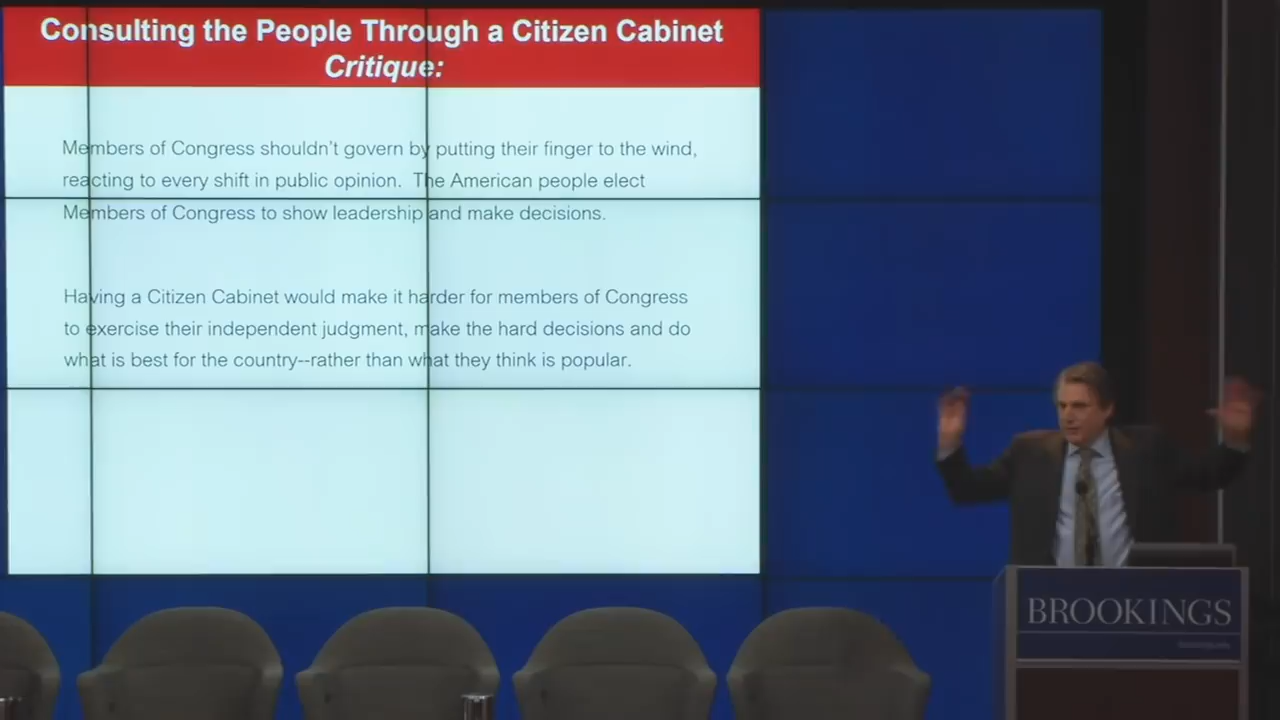 Consulting the People Through a Citizen Cabinet
Critique:
Members of Congress shouldn't govern by putting their finger to the wind,
reacting to every shift in public opinion.  The American people elect
Members of Congress to show leadership and make decisions.
Having a Citizen Cabinet would make it harder for members of Congress
to exercise their independent judgment, make the hard decisions and do
what is best for the country--rather than what they think is popular.
BROOKINGS